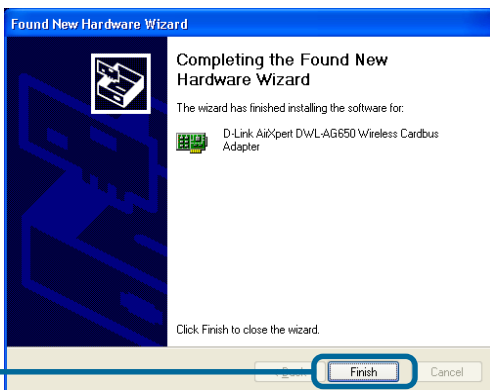 Found New Hardware Wizard
Completing the Found New
Hardware Wizard
The wizard has finished installing the software for:
D-Link AirXpert DWL-AG650 Wireless Cardbus
Adapter
Click Finish to close the wizard.
Finish
Cancel